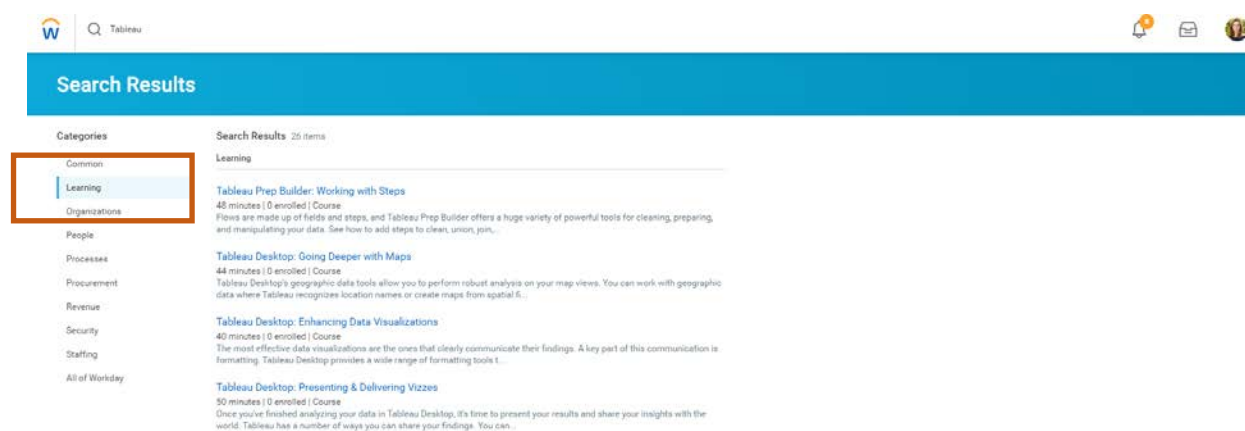 W
Tableau
Search Results
Categories
Common
Learning
Organizations
People
Processes
Procurement
Revenue
Security
Staffing
All of Workday
Search Results 26 items
Learning
Tableau Prep Builder: Working with Steps
48 minutes | 0 enrolled | Course
Flows are made up of fields and steps, and Tableau Prep Builder offers a huge variety of powerful tools for cleaning, preparing,
and manipulating your data. See how to add steps to clean, union, join,...
Tableau Desktop: Going Deeper with Maps
44 minutes | 0 enrolled | Course
Tableau Desktop's geographic data tools allow you to perform robust analysis on your map views. You can work with geographic
data where Tableau recognizes location names or create maps from spatial fi...
Tableau Desktop: Enhancing Data Visualizations
40 minutes | 0 enrolled | Course
The most effective data visualizations are the ones that clearly communicate their findings. A key part of this communication is
formatting. Tableau Desktop provides a wide range of formatting tools t...
Tableau Desktop: Presenting & Delivering Vizzes
50 minutes | 0 enrolled | Course
Once you've finished analyzing your data in Tableau Desktop, it's time to present your results and share your insights with the
world. Tableau has a number of ways you can share your findings. You can...